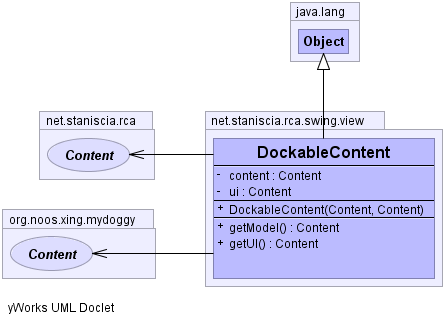 java.lang
Object
net.staniscia.rca
Content
net.staniscia.rca.swing.view
DockableContent
- content : Content
- ui : Content
+ DockableContent(Content, Content)
+ getModel() : Content
+ getUI() : Content
org.noos.xing.mydoggy
Content
yWorks UML Doclet